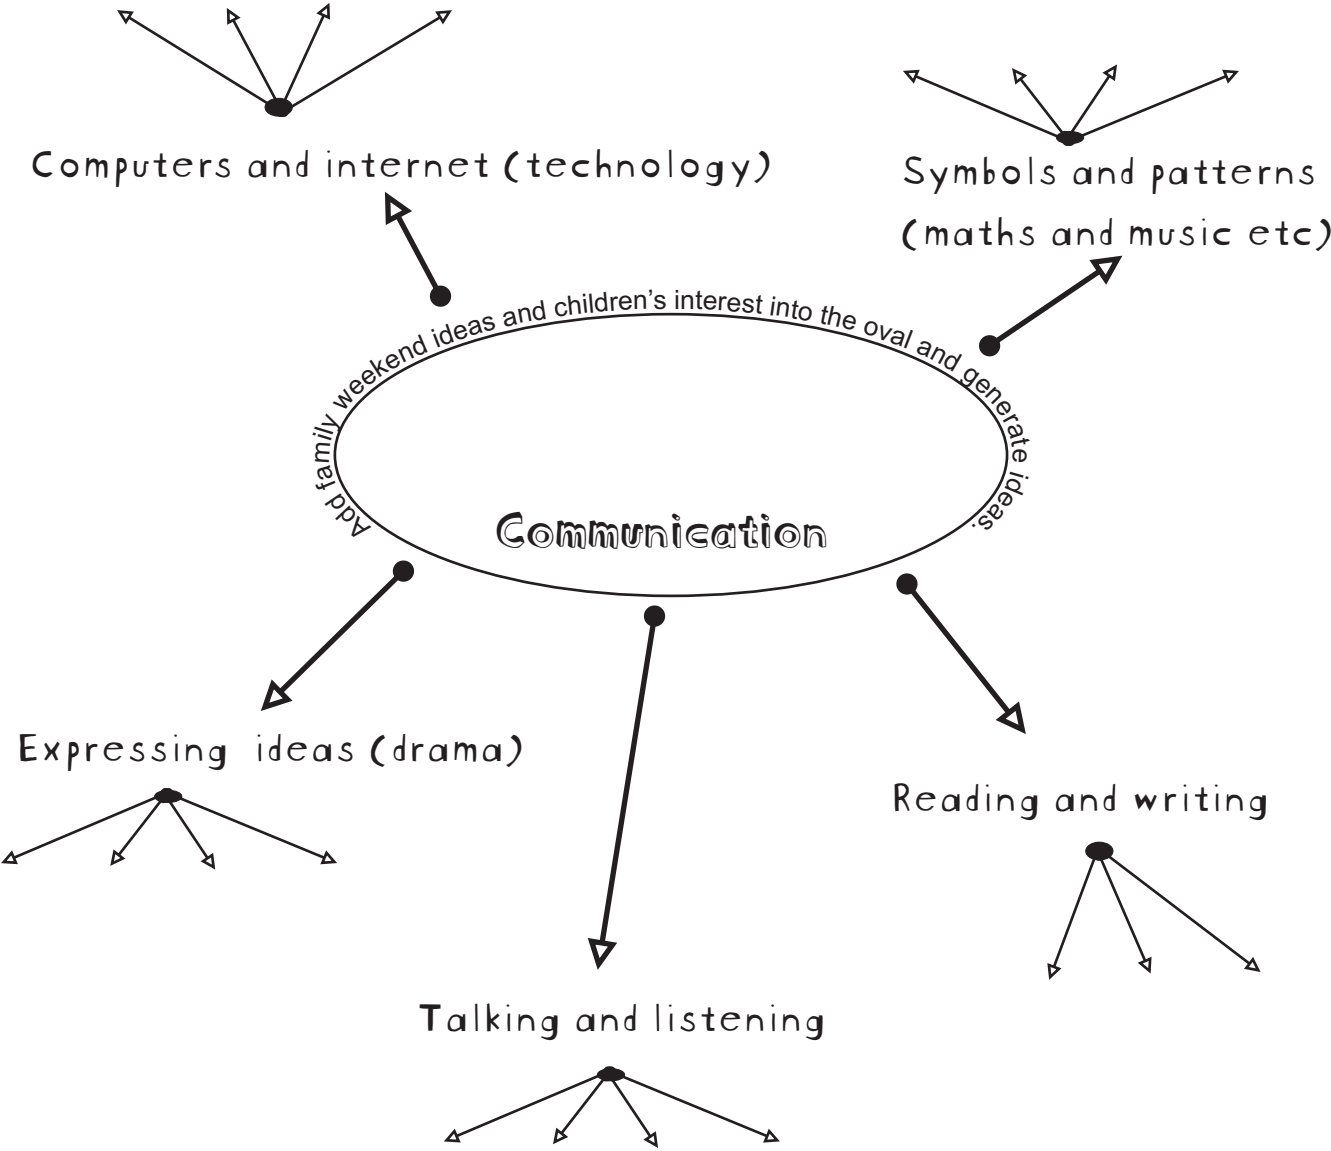 Computers and internet (technology)
Symbols and patterns
(maths and music etc)
Add family weekend ideas and children’s interest into the oval and generate ideas.
Communication
Expressing ideas (drama)
Reading and writing
Talking and listening